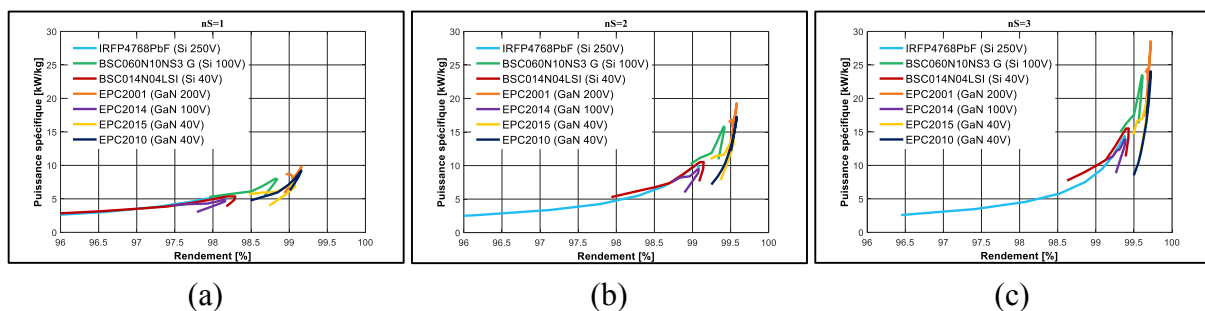 nS=1
Puissance spécifique [kW/kg]
30
25
20
15
10
5
0
IRFP4768PbF (Si 250V)
BSC060N10NS3 G (Si 100V)
BSC014N04LSI (Si 40V)
EPC2001 (GaN 200V)
EPC2014 (GaN 100V)
EPC2015 (GaN 40V)
EPC2010 (GaN 40V)
96 96.5 97 97.5 98 98.5 99 99.5 100
Rendement [%]
(a)
nS=2
Puissance spécifique [kW/kg]
30
25
20
15
10
5
0
IRFP4768PbF (Si 250V)
BSC060N10NS3 G (Si 100V)
BSC014N04LSI (Si 40V)
EPC2001 (GaN 200V)
EPC2014 (GaN 100V)
EPC2015 (GaN 40V)
EPC2010 (GaN 40V)
96 96.5 97 97.5 98 98.5 99 99.5 100
Rendement [%]
(b)
nS=3
Puissance spécifique [kW/kg]
30
25
20
15
10
5
0
IRFP4768PbF (Si 250V)
BSC060N10NS3 G (Si 100V)
BSC014N04LSI (Si 40V)
EPC2001 (GaN 200V)
EPC2014 (GaN 100V)
EPC2015 (GaN 40V)
EPC2010 (GaN 40V)
96 96.5 97 97.5 98 98.5 99 99.5 100
Rendement [%]
(c)